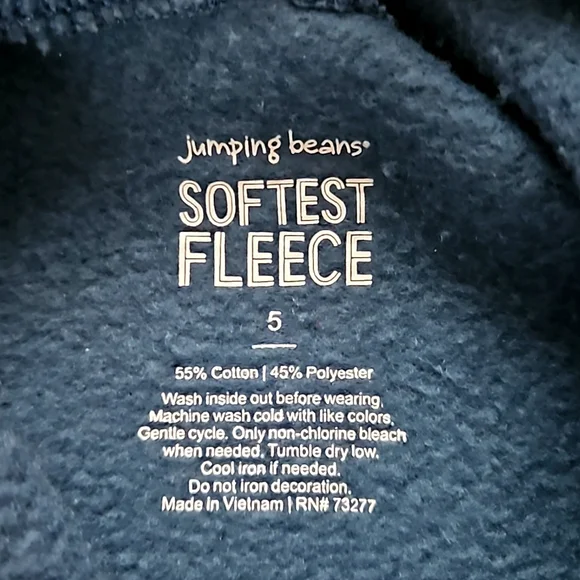 jumping beans®
SOFTEST
FLEECE
5
55% Cotton | 45% Polyester
Wash inside out before wearing.
Machine wash cold with like colors.
Gentle cycle. Only non-chlorine bleach
when needed. Tumble dry low.
Cool iron if needed.
Do not iron decoration.
Made In Vietnam | RN# 73277